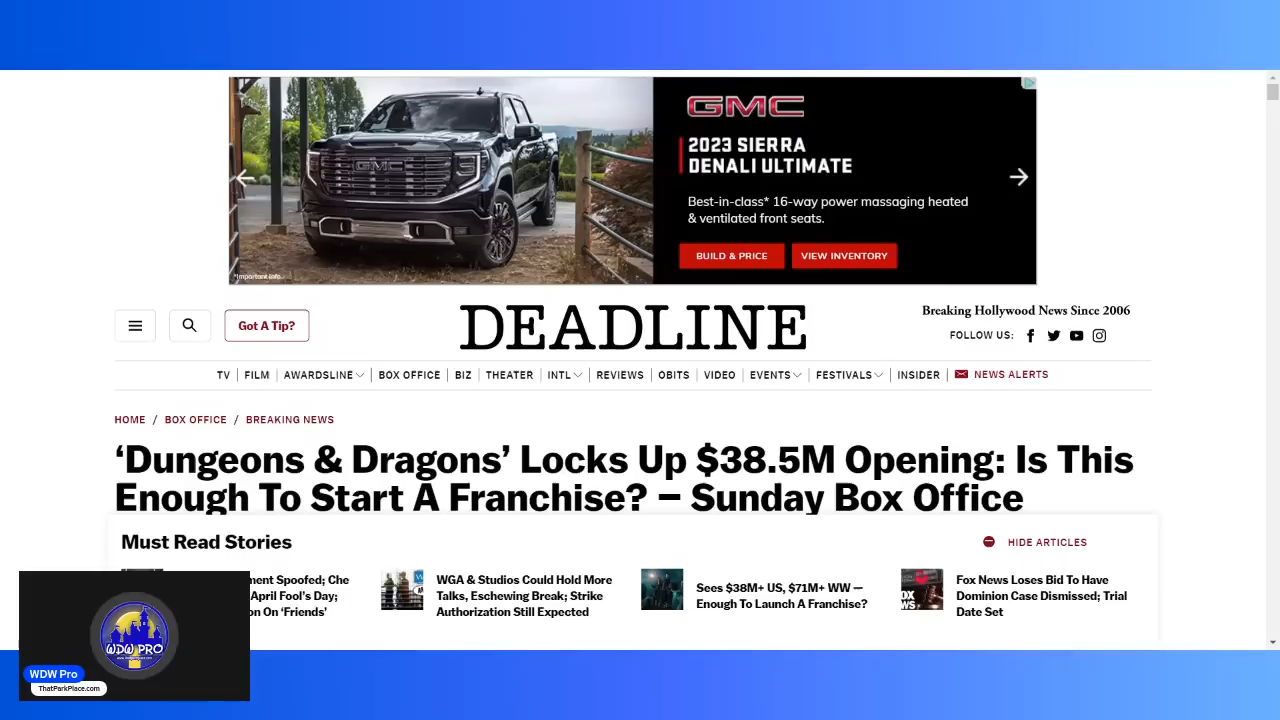 GMC
2023 SIERRA
DENALI ULTIMATE
Best-in-class* 16-way power massaging heated
& ventilated front seats.
BUILD & PRICE
VIEW INVENTORY
GMC
*Important Info
Got A Tip?
DEADLINE
Breaking Hollywood News Since 2006
FOLLOW US:
TV
FILM
AWARDSLINE
BOX OFFICE
BIZ
THEATER
INTL
REVIEWS
OBITS
VIDEO
EVENTS
FESTIVALS
INSIDER
NEWS ALERTS
HOME / BOX OFFICE / BREAKING NEWS
‘Dungeons & Dragons’ Locks Up $38.5M Opening: Is This
Enough To Start A Franchise? – Sunday Box Office
Must Read Stories
HIDE ARTICLES
ment Spoofed; Che
April Fool’s Day;
on On ‘Friends’
WGA & Studios Could Hold More
Talks, Eschewing Break; Strike
Authorization Still Expected
Sees $38M+ US, $71M+ WW —
Enough To Launch A Franchise?
Fox News Loses Bid To Have
Dominion Case Dismissed; Trial
Date Set
WDW PRO
WDW Pro
ThatParkPlace.com